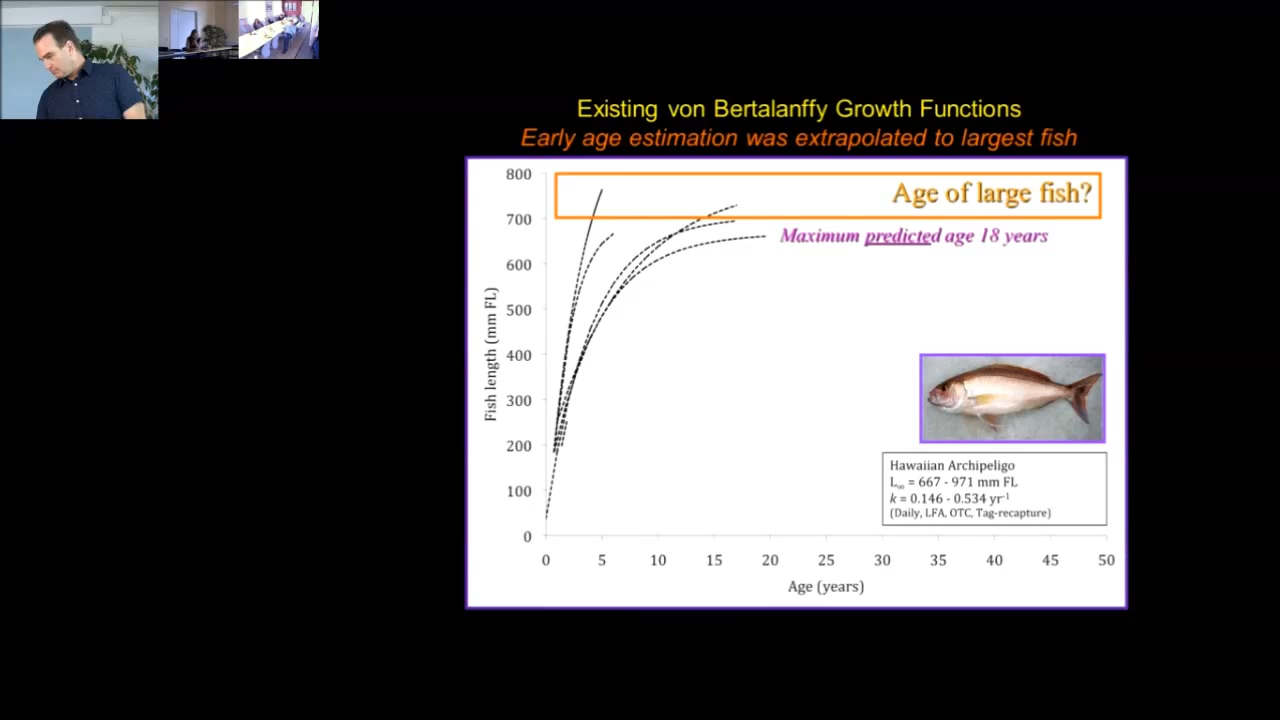 Existing von Bertalanffy Growth Functions
Early age estimation was extrapolated to largest fish
Age of large fish?
Maximum predicted age 18 years
Fish length (mm FL)
800
700
600
500
400
300
200
100
0
Hawaiian Archipeligo
L∞ = 667 - 971 mm FL
k = 0.146 - 0.534 yr-1
(Daily, LFA, OTC, Tag-recapture)
0 5 10 15 20 25 30 35 40 45 50
Age (years)